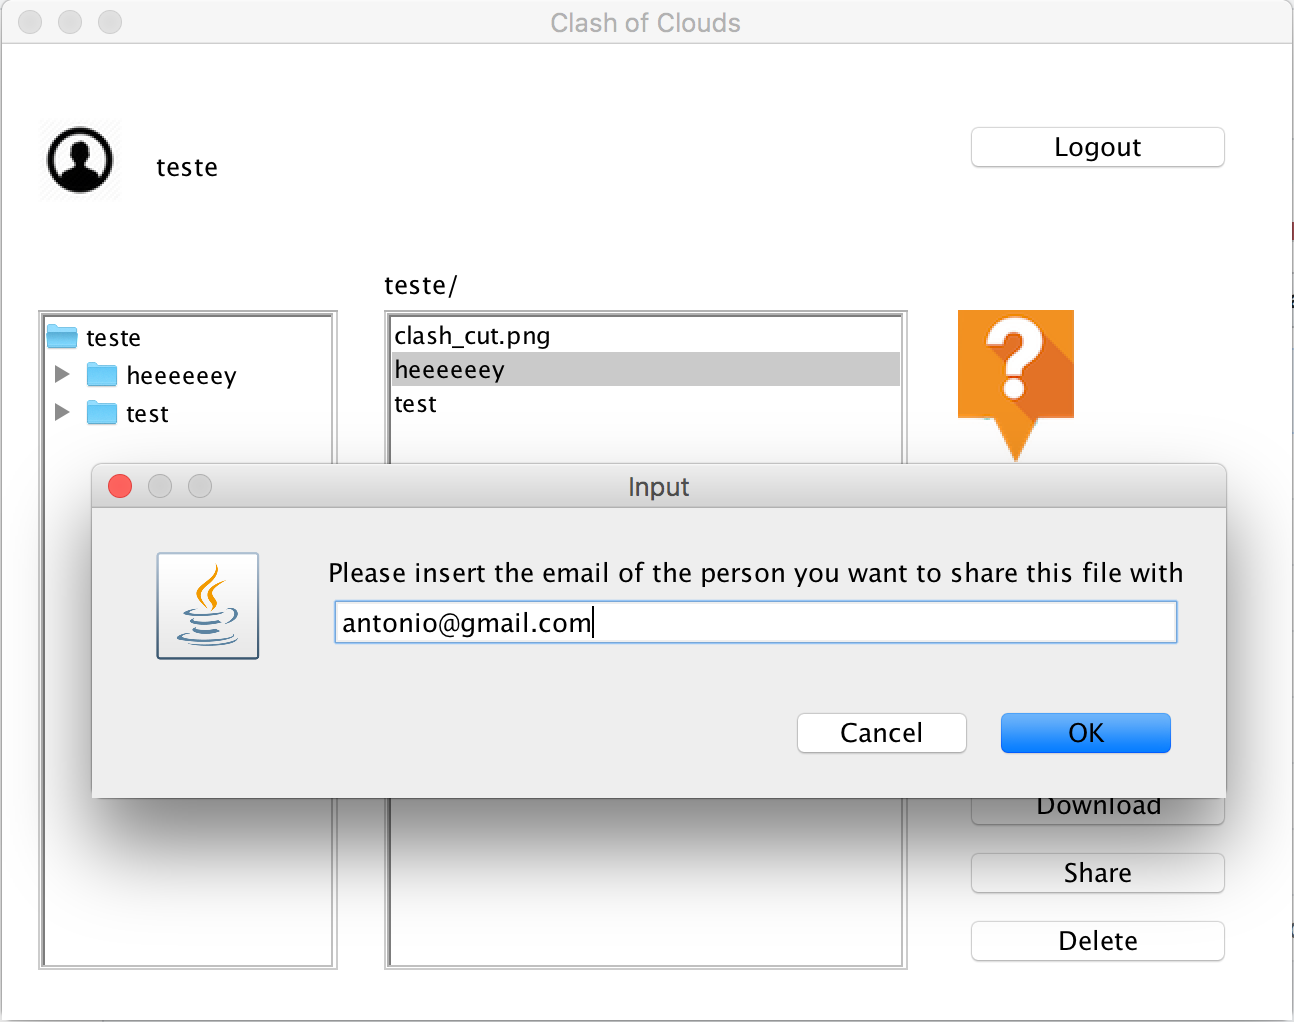 Clash of Clouds
teste
Logout
teste/
teste
heeeeeey
test
clash_cut.png
heeeeeey
test
?
Input
Please insert the email of the person you want to share this file with
antonio@gmail.com
Cancel
OK
Download
Share
Delete